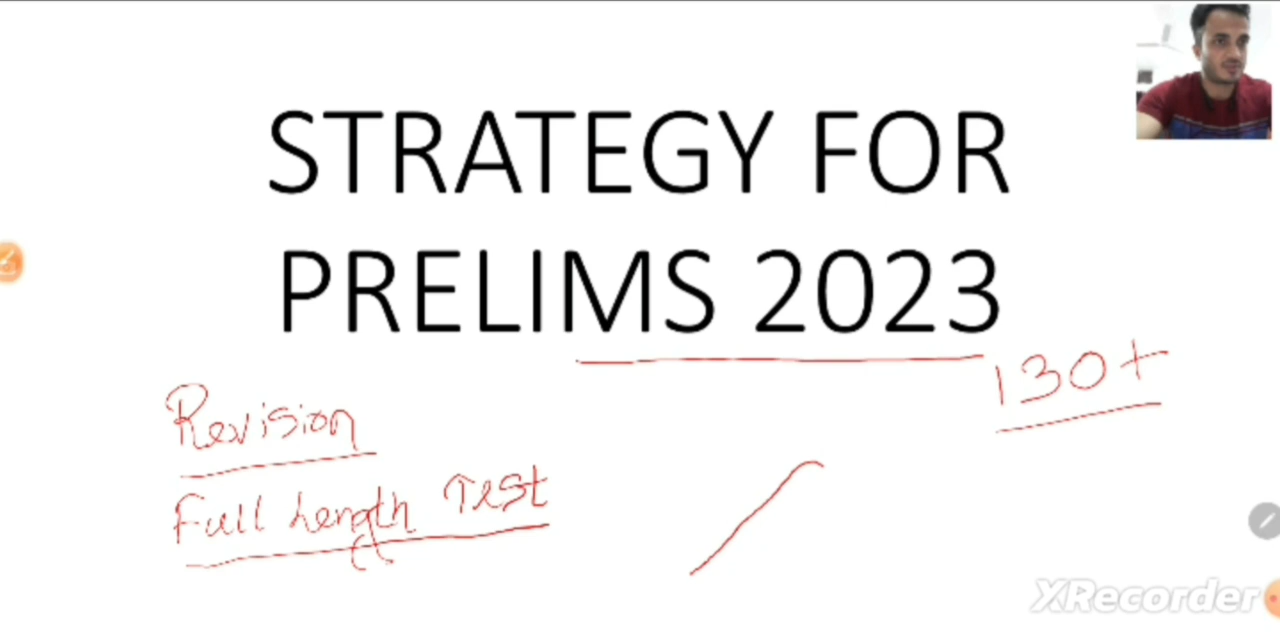 STRATEGY FOR
PRELIMS 2023
130+
Revision
Full Length Test
XRecorder